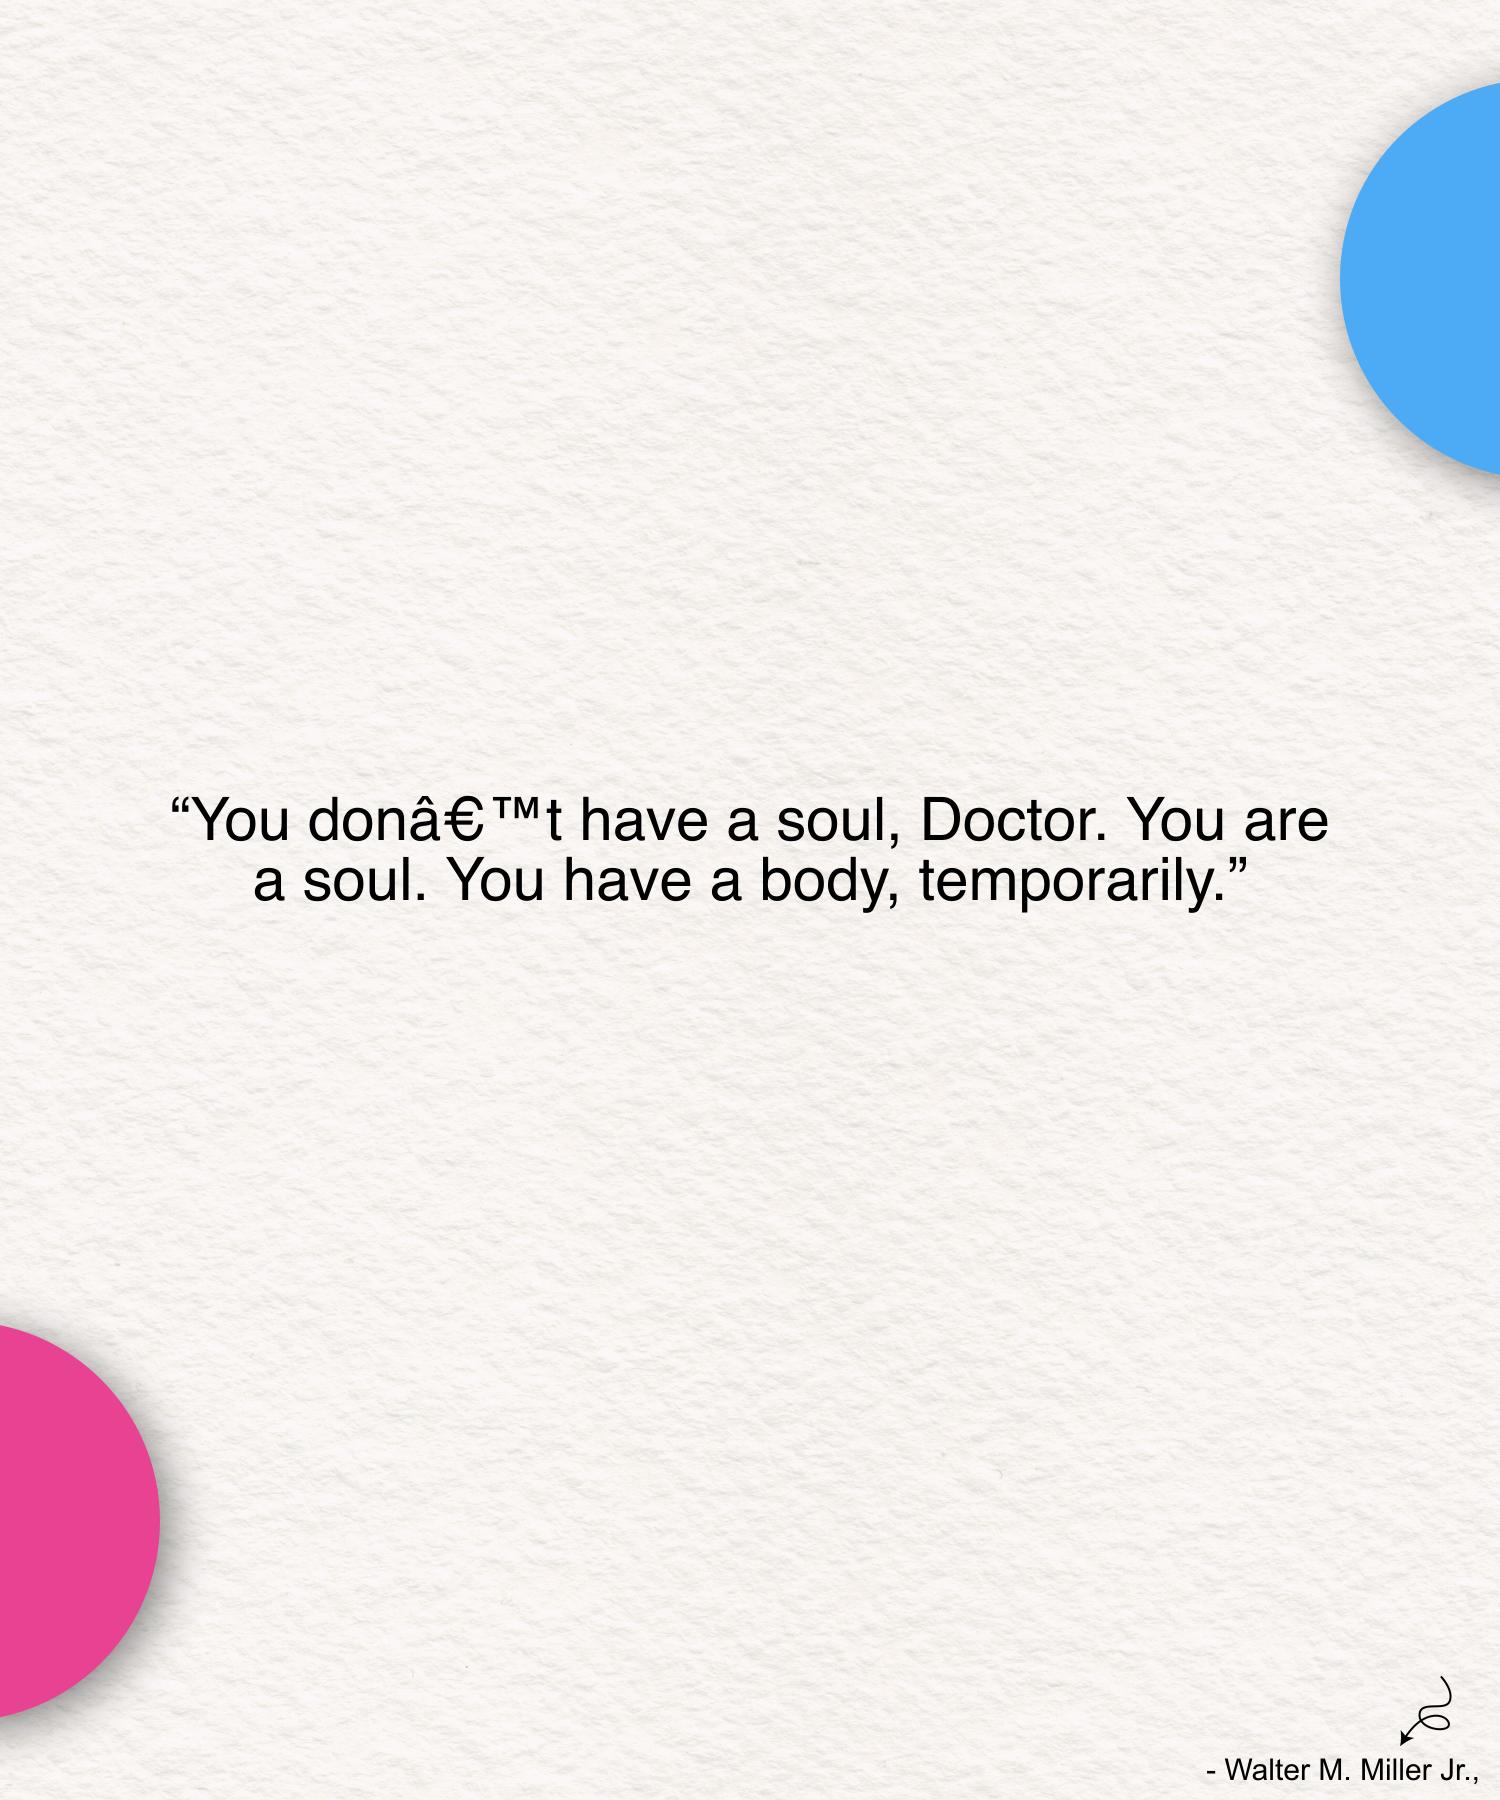 “You donâ€™t have a soul, Doctor. You are
a soul. You have a body, temporarily.”
- Walter M. Miller Jr.,